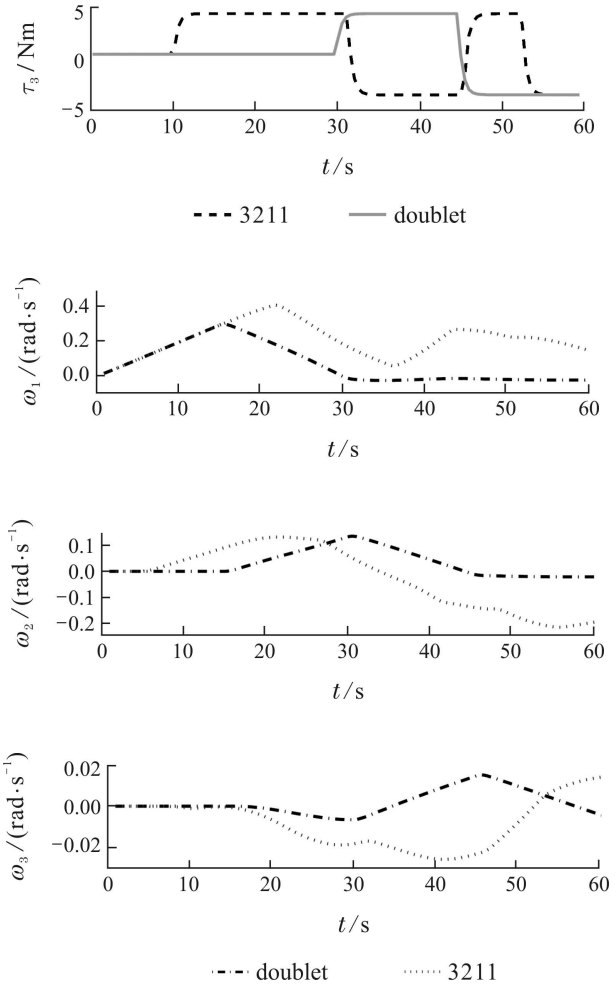 5
0
−5
τ3/Nm
0 10 20 30 40 50 60
t/s
3211 doublet
0.4
0.2
0.0
ω1/(rad·s−1)
0 10 20 30 40 50 60
t/s
0.1
0.0
−0.1
−0.2
ω2/(rad·s−1)
0 10 20 30 40 50 60
t/s
0.02
0.00
−0.02
ω3/(rad·s−1)
0 10 20 30 40 50 60
t/s
doublet 3211